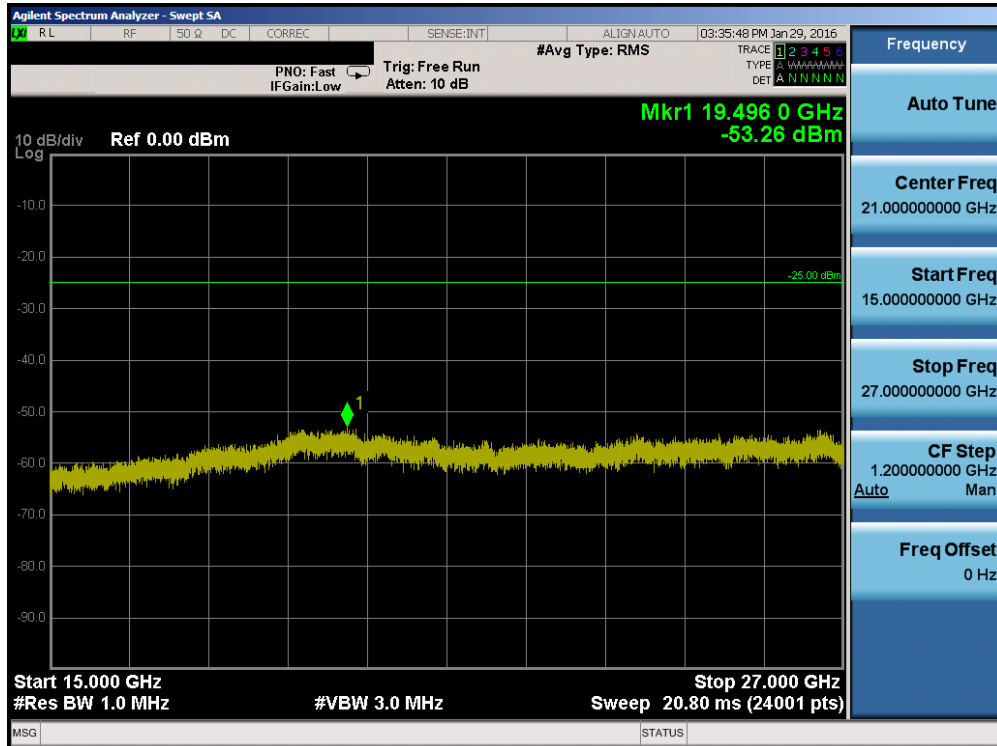 Agilent Spectrum Analyzer - Swept SA
LXI RL RF 50 Ω DC CORREC SENSE:INT ALIGN AUTO 03:35:48 PM Jan 29, 2016
#Avg Type: RMS TRACE 1 2 3 4 5 6
PNO: Fast Trig: Free Run TYPE A WWWWW
IFGain:Low Atten: 10 dB DET A N N N N N
Mkr1 19.496 0 GHz
-53.26 dBm
10 dB/div Ref 0.00 dBm
Log
-10.0
-20.0
-25.00 dBm
-30.0
-40.0
-50.0
1
-60.0
-70.0
-80.0
-90.0
Start 15.000 GHz Stop 27.000 GHz
#Res BW 1.0 MHz #VBW 3.0 MHz Sweep 20.80 ms (24001 pts)
MSG STATUS
Frequency
Auto Tune
Center Freq
21.000000000 GHz
Start Freq
15.000000000 GHz
Stop Freq
27.000000000 GHz
CF Step
1.200000000 GHz
Auto Man
Freq Offset
0 Hz